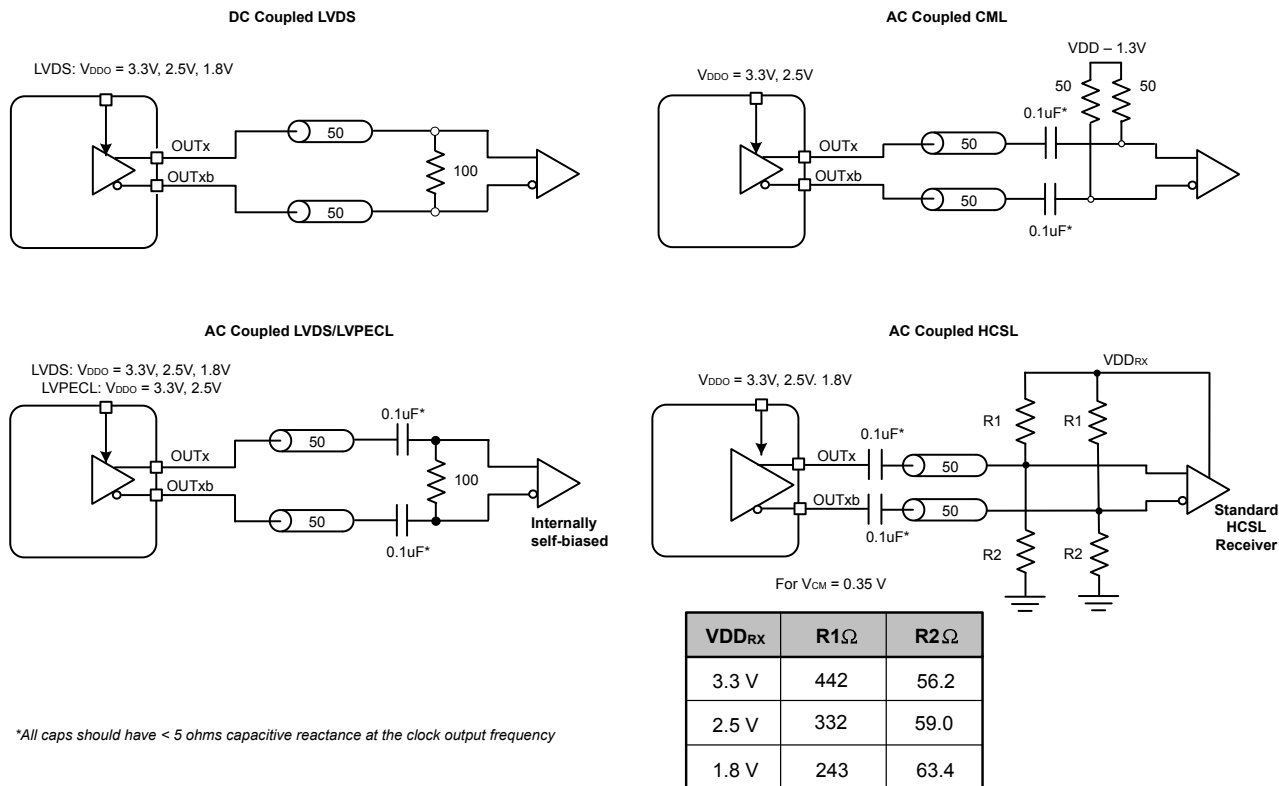 DC Coupled LVDS
LVDS: VDDO = 3.3V, 2.5V, 1.8V
OUTx
OUTxb
50
50
100
AC Coupled CML
VDD – 1.3V
VDDO = 3.3V, 2.5V
50
50
0.1uF*
OUTx
OUTxb
50
50
0.1uF*
AC Coupled LVDS/LVPECL
LVDS: VDDO = 3.3V, 2.5V, 1.8V
LVPECL: VDDO = 3.3V, 2.5V
0.1uF*
OUTx
OUTxb
50
50
100
0.1uF*
Internally
self-biased
AC Coupled HCSL
VDDRX
VDDO = 3.3V, 2.5V. 1.8V
R1
R1
0.1uF*
OUTx
OUTxb
50
50
0.1uF*
R2
R2
Standard
HCSL
Receiver
For VCM = 0.35 V
VDDRX R1Ω R2Ω
3.3 V 442 56.2
2.5 V 332 59.0
1.8 V 243 63.4
*All caps should have < 5 ohms capacitive reactance at the clock output frequency